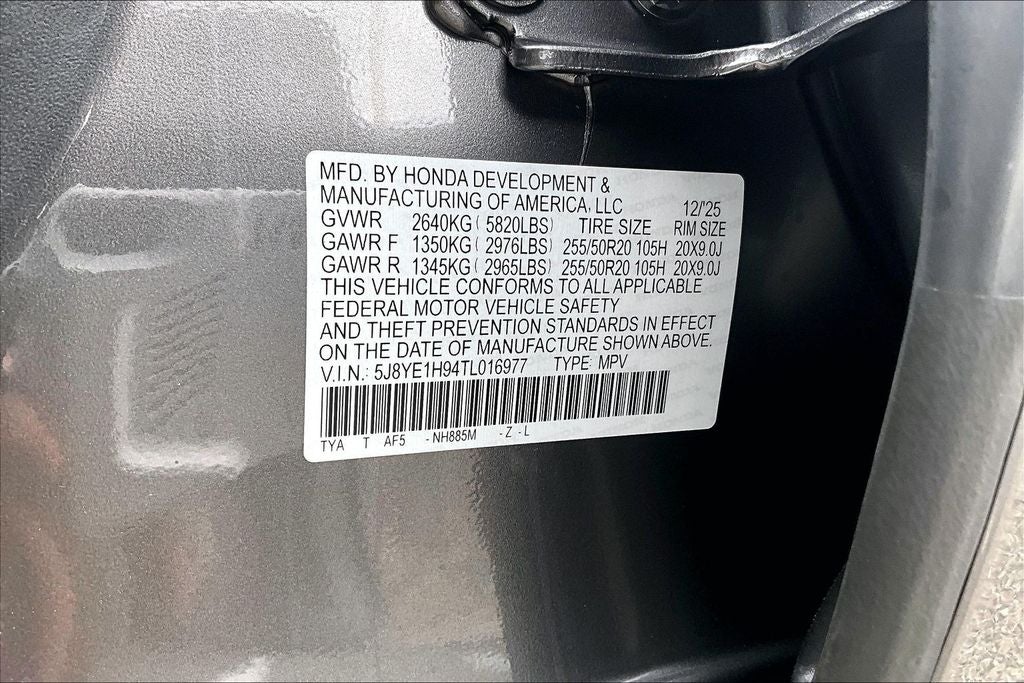 MFD. BY HONDA DEVELOPMENT &
MANUFACTURING OF AMERICA, LLC 12/'25
GVWR 2640KG ( 5820LBS) TIRE SIZE RIM SIZE
GAWR F 1350KG ( 2976LBS) 255/50R20 105H 20X9.0J
GAWR R 1345KG ( 2965LBS) 255/50R20 105H 20X9.0J
THIS VEHICLE CONFORMS TO ALL APPLICABLE
FEDERAL MOTOR VEHICLE SAFETY
AND THEFT PREVENTION STANDARDS IN EFFECT
ON THE DATE OF MANUFACTURE SHOWN ABOVE.
V.I.N.: 5J8YE1H94TL016977 TYPE: MPV
TYA T AF5 -NH885M -Z -L